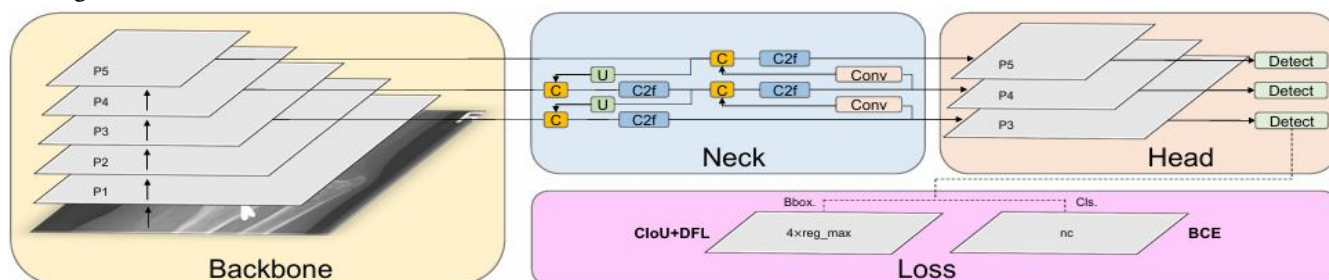 P5
P4
P3
P2
P1
Backbone
C C2f
U Conv
C C2f C C2f
U Conv
C C2f
Neck
P5
P4
P3
Detect
Detect
Detect
Head
Bbox. Cls.
CIoU+DFL 4×reg_max nc BCE
Loss